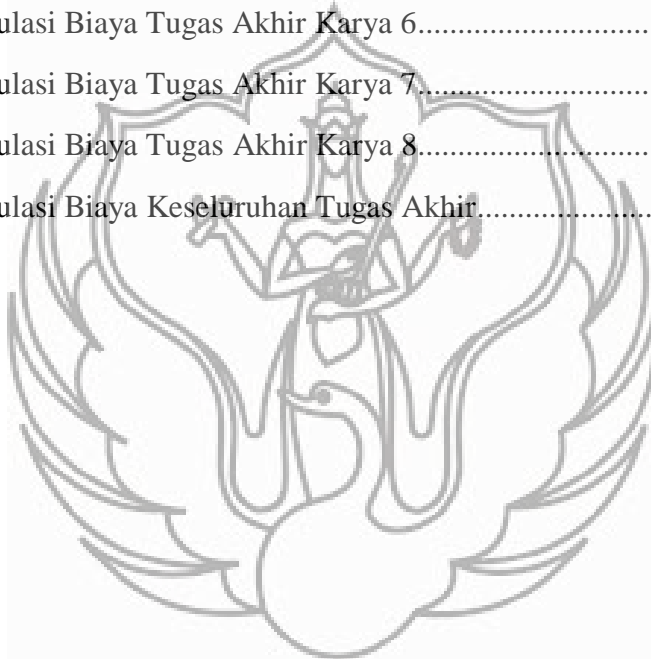 ulasi Biaya Tugas Akhir Karya 6..............................
ulasi Biaya Tugas Akhir Karya 7..............................
ulasi Biaya Tugas Akhir Karya 8..............................
ulasi Biaya Keseluruhan Tugas Akhir......................